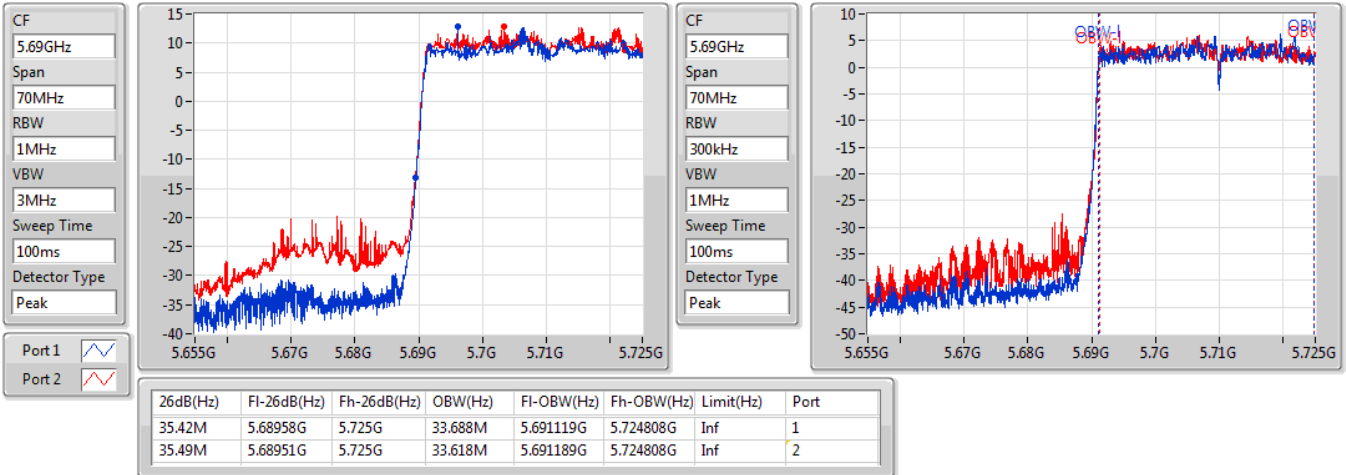 CF
5.69GHz
Span
70MHz
RBW
1MHz
VBW
3MHz
Sweep Time
100ms
Detector Type
Peak
Port 1
Port 2
15
10
5
0
-5
-10
-15
-20
-25
-30
-35
-40
5.655G 5.67G 5.68G 5.69G 5.7G 5.71G 5.725G
CF
5.69GHz
Span
70MHz
RBW
300kHz
VBW
1MHz
Sweep Time
100ms
Detector Type
Peak
10
5
0
-5
-10
-15
-20
-25
-30
-35
-40
-45
-50
5.655G 5.67G 5.68G 5.69G 5.7G 5.71G 5.725G
26dB(Hz) Fl-26dB(Hz) Fh-26dB(Hz) OBW(Hz) Fl-OBW(Hz) Fh-OBW(Hz) Limit(Hz) Port
35.42M 5.68958G 5.725G 33.688M 5.691119G 5.724808G Inf 1
35.49M 5.68951G 5.725G 33.618M 5.691189G 5.724808G Inf 2